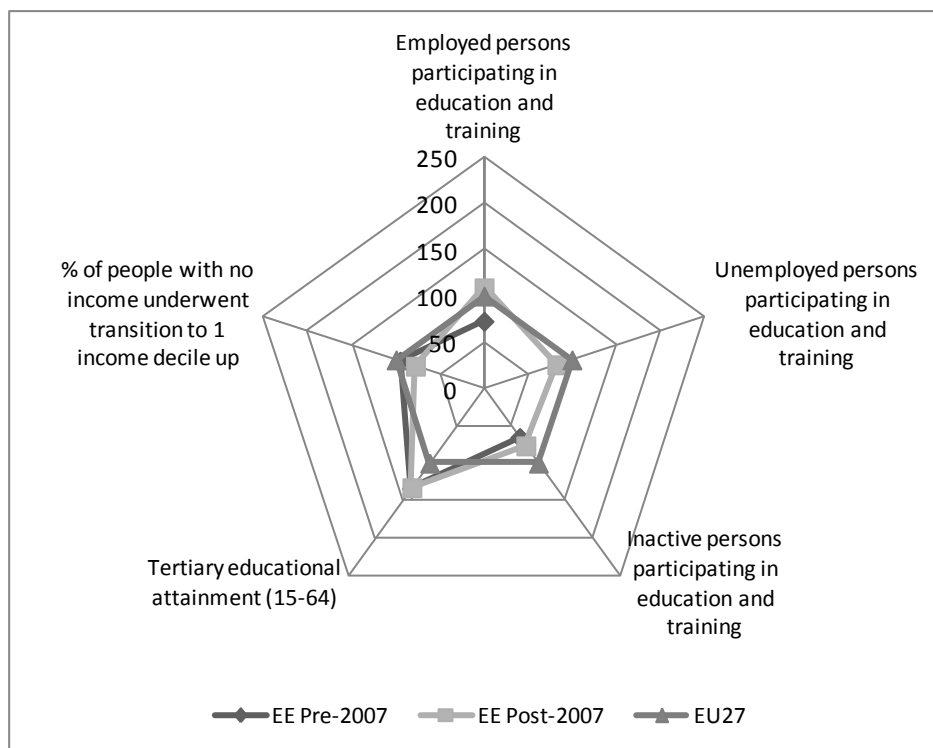 Employed persons
participating in
education and
training
250
200
150
100
50
0
% of people with no
income underwent
transition to 1
income decile up
Unemployed persons
participating in
education and
training
Tertiary educational
attainment (15-64)
Inactive persons
participating in
education and
training
EE Pre-2007
EE Post-2007
EU27